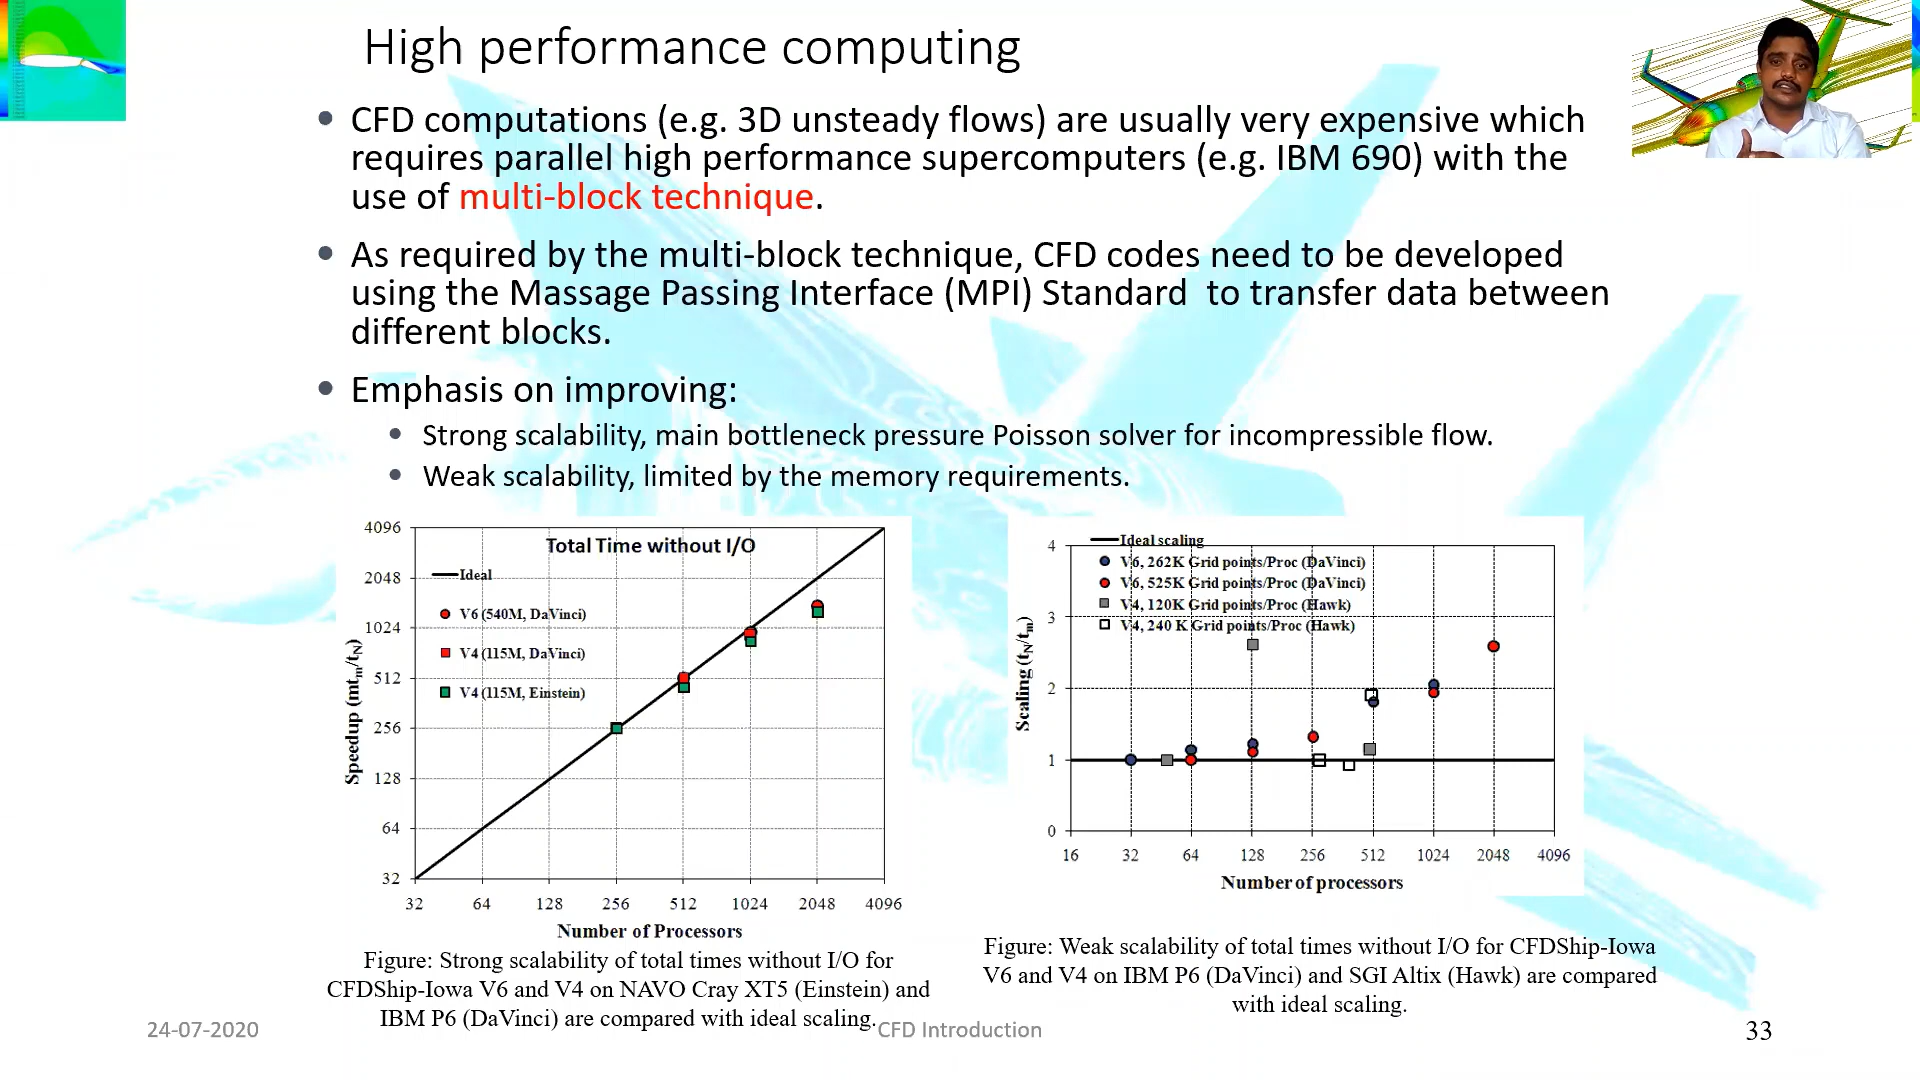 High performance computing
• CFD computations (e.g. 3D unsteady flows) are usually very expensive which
requires parallel high performance supercomputers (e.g. IBM 690) with the
use of multi-block technique.
• As required by the multi-block technique, CFD codes need to be developed
using the Massage Passing Interface (MPI) Standard to transfer data between
different blocks.
• Emphasis on improving:
• Strong scalability, main bottleneck pressure Poisson solver for incompressible flow.
• Weak scalability, limited by the memory requirements.
Total Time without I/O
Ideal
V6 (540M, DaVinci)
V4 (115M, DaVinci)
V4 (115M, Einstein)
Speedup (mtm/tN)
4096
2048
1024
512
256
128
64
32
32 64 128 256 512 1024 2048 4096
Number of Processors
Figure: Strong scalability of total times without I/O for
CFDShip-Iowa V6 and V4 on NAVO Cray XT5 (Einstein) and
IBM P6 (DaVinci) are compared with ideal scaling.
Ideal scaling
V6, 262K Grid points/Proc (DaVinci)
V6, 525K Grid points/Proc (DaVinci)
V4, 120K Grid points/Proc (Hawk)
V4, 240 K Grid points/Proc (Hawk)
Scaling (tN/tm)
4
3
2
1
0
16 32 64 128 256 512 1024 2048 4096
Number of processors
Figure: Weak scalability of total times without I/O for CFDShip-Iowa
V6 and V4 on IBM P6 (DaVinci) and SGI Altix (Hawk) are compared
with ideal scaling.
24-07-2020
CFD Introduction
33